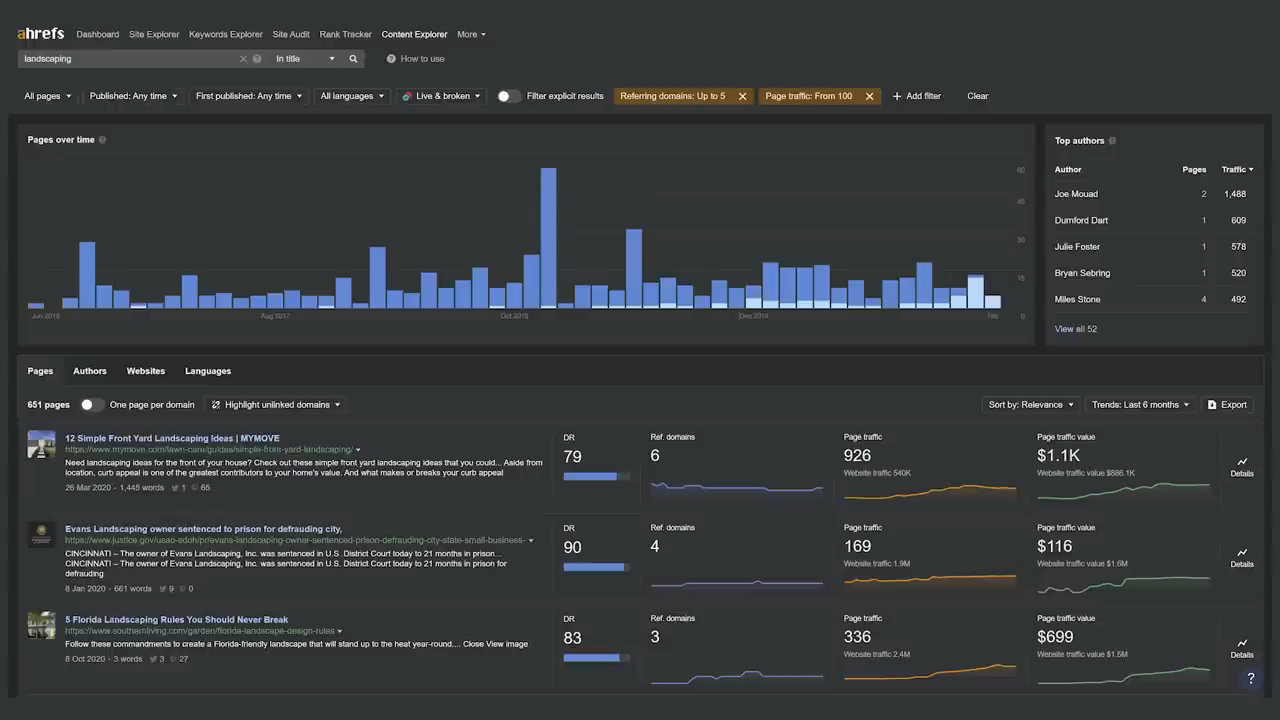 ahrefs Dashboard Site Explorer Keywords Explorer Site Audit Rank Tracker Content Explorer More
landscaping In title How to use
All pages Published: Any time First published: Any time All languages Live & broken Filter explicit results Referring domains: Up to 5 Page traffic: From 100 Add filter Clear
Pages over time
60
45
30
15
0
Jun 2016 Aug 2017 Oct 2018 Dec 2019 Feb
Top authors
Author Pages Traffic
Joe Mouad 2 1,488
Dumford Dart 1 609
Julie Foster 1 578
Bryan Sebring 1 520
Miles Stone 4 492
View all 52
Pages Authors Websites Languages
651 pages One page per domain Highlight unlinked domains Sort by: Relevance Trends: Last 6 months Export
12 Simple Front Yard Landscaping Ideas | MYMOVE
https://www.mymove.com/lawn-care/guides/simple-front-yard-landscaping/
Need landscaping ideas for the front of your house? Check out these simple front yard landscaping ideas that you could... Aside from
location, curb appeal is one of the greatest contributors to your home's value. And what makes or breaks your curb appeal
26 Mar 2020 - 1,445 words 1 65
DR
79
Ref. domains
6
Page traffic
926
Website traffic 540K
Page traffic value
$1.1K
Website traffic value $886.1K
Details
Evans Landscaping owner sentenced to prison for defrauding city,
https://www.justice.gov/usao-sdoh/pr/evans-landscaping-owner-sentenced-prison-defrauding-city-state-small-business-
CINCINNATI – The owner of Evans Landscaping, Inc. was sentenced in U.S. District Court today to 21 months in prison...
CINCINNATI – The owner of Evans Landscaping, Inc. was sentenced in U.S. District Court today to 21 months in prison for
defrauding
8 Jan 2020 - 661 words 9 0
DR
90
Ref. domains
4
Page traffic
169
Website traffic 1.9M
Page traffic value
$116
Website traffic value $1.6M
Details
5 Florida Landscaping Rules You Should Never Break
https://www.southernliving.com/garden/florida-landscape-design-rules
Follow these commandments to create a Florida-friendly landscape that will stand up to the heat year-round.... Close View image
8 Oct 2020 - 3 words 3 27
DR
83
Ref. domains
3
Page traffic
336
Website traffic 2.4M
Page traffic value
$699
Website traffic value $1.5M
Details
?